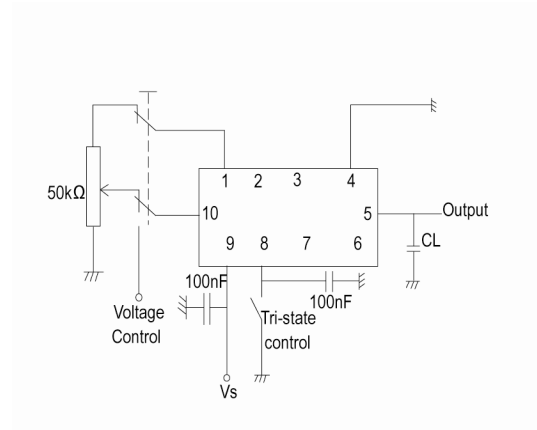 1 2 3 4
50kΩ
10 5 Output
9 8 7 6
CL
100nF
100nF
Voltage
Control
Tri-state
control
Vs